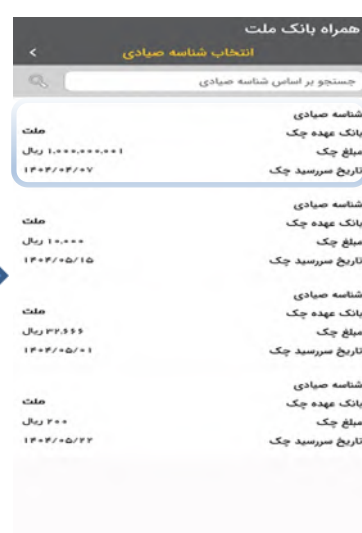 همراه بانک ملت
انتخاب شناسه صیادی
جستجو بر اساس شناسه صیادی
شناسه صیادی
بانک عهده چک ملت
مبلغ چک ۱،۰۰۰،۰۰۰،۰۰۱ ریال
تاریخ سررسید چک ۱۴۰۴/۰۴/۰۷
شناسه صیادی
بانک عهده چک ملت
مبلغ چک ۱۰،۰۰۰ ریال
تاریخ سررسید چک ۱۴۰۴/۰۵/۱۵
شناسه صیادی
بانک عهده چک ملت
مبلغ چک ۳۲،۶۶۶ ریال
تاریخ سررسید چک ۱۴۰۴/۰۵/۰۱
شناسه صیادی
بانک عهده چک ملت
مبلغ چک ۲۰۰ ریال
تاریخ سررسید چک ۱۴۰۴/۰۵/۲۲